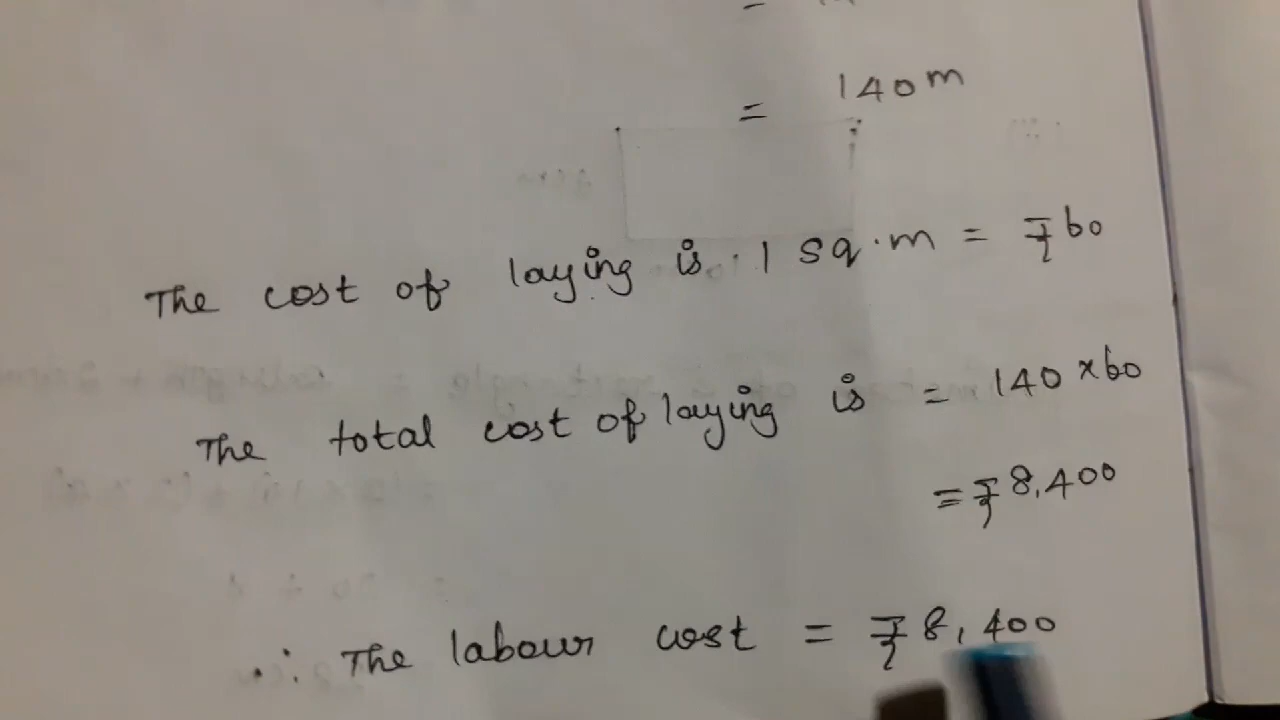 = 140 m
The cost of laying is 1 sq.m = ₹60
The total cost of laying is = 140 × 60
= ₹8,400
∴ The labour cost = ₹8,400